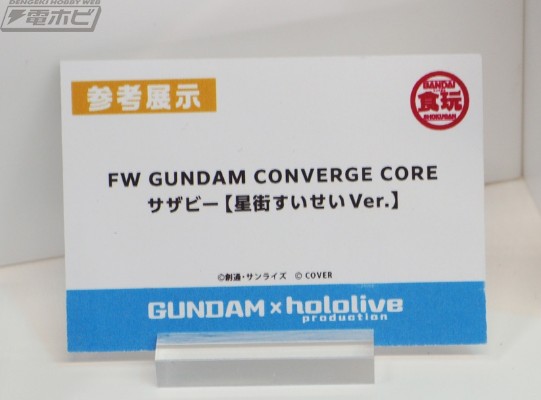 DENGEKI HOBBY WEB
電ホビ
参考展示
BANDAI
食玩
SHOKUGAN
FW GUNDAM CONVERGE CORE
サザビー【星街すいせいVer.】
©創通・サンライズ © COVER
GUNDAM × hololive
production